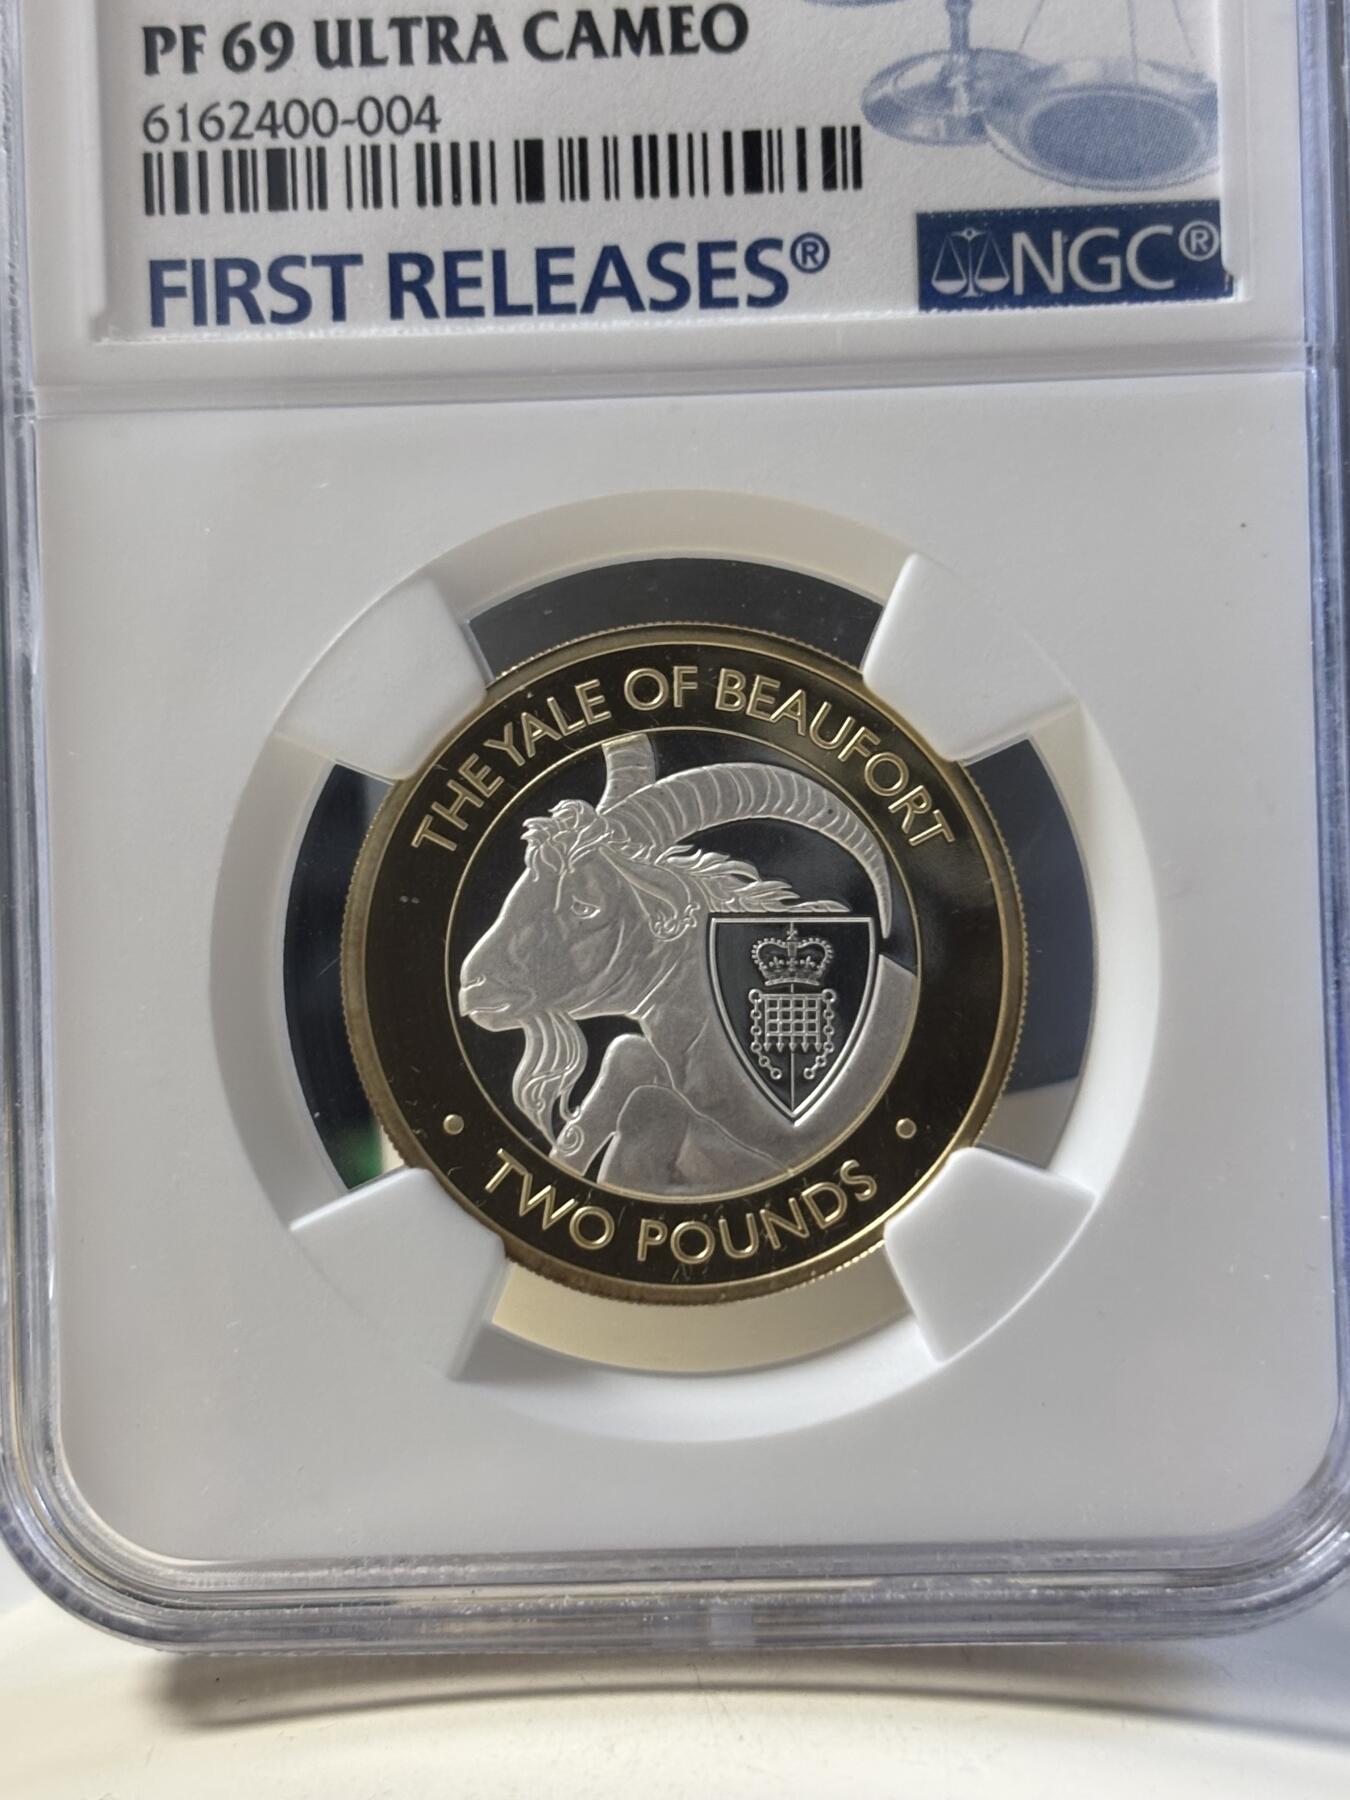 PF 69 ULTRA CAMEO
6162400-004
FIRST RELEASES®
NGC®
THE YALE OF BEAUFORT
TWO POUNDS